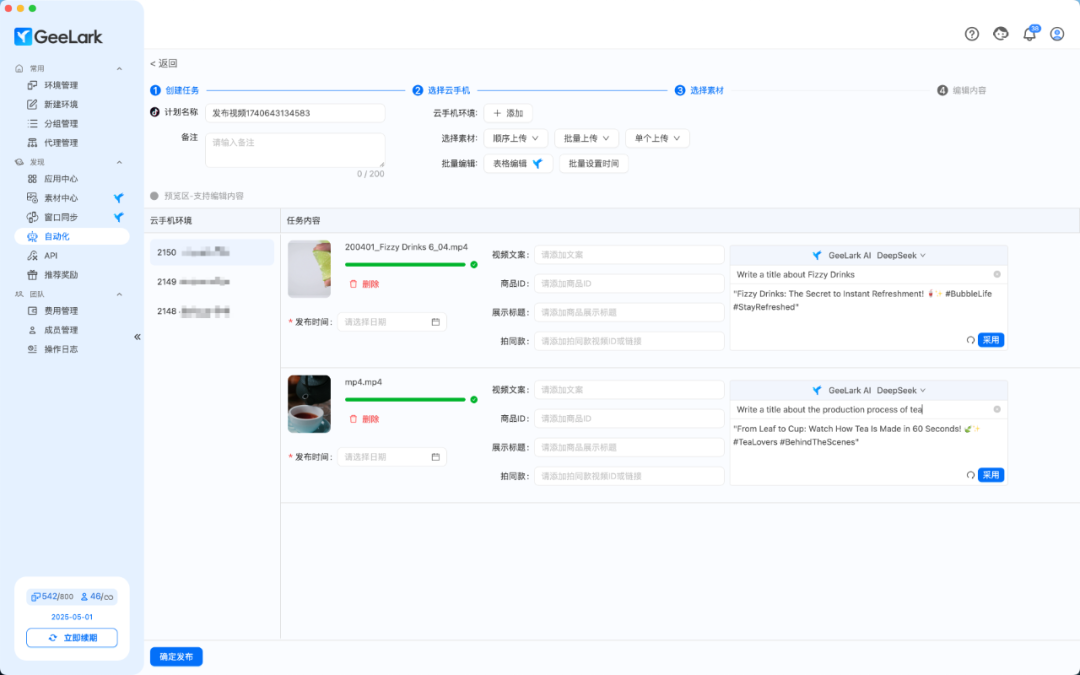 GeeLark
常用
环境管理
新建环境
分组管理
代理管理
发现
应用中心
素材中心
窗口同步
自动化
API
推荐奖励
团队
费用管理
成员管理
操作日志
542/800 46/∞
2025-05-01
立即续期
< 返回
1 创建任务
2 选择云手机
3 选择素材
4 编辑内容
计划名称 发布视频1740643134583
备注 请输入备注
0 / 200
云手机环境: + 添加
选择素材: 顺序上传 批量上传 单个上传
批量编辑: 表格编辑 批量设置时间
预览区-支持编辑内容
云手机环境
任务内容
2150
2149
2148
200401_Fizzy Drinks 6_04.mp4
删除
* 发布时间: 请选择日期
视频文案: 请添加文案
商品ID: 请添加商品ID
展示标题: 请添加商品展示标题
拍同款: 请添加拍同款视频ID或链接
GeeLark AI DeepSeek
Write a title about Fizzy Drinks
"Fizzy Drinks: The Secret to Instant Refreshment! 🍹✨ #BubbleLife
#StayRefreshed"
采用
mp4.mp4
删除
* 发布时间: 请选择日期
视频文案: 请添加文案
商品ID: 请添加商品ID
展示标题: 请添加商品展示标题
拍同款: 请添加拍同款视频ID或链接
GeeLark AI DeepSeek
Write a title about the production process of tea
"From Leaf to Cup: Watch How Tea Is Made in 60 Seconds! 🌿✨
#TeaLovers #BehindTheScenes"
采用
确定发布